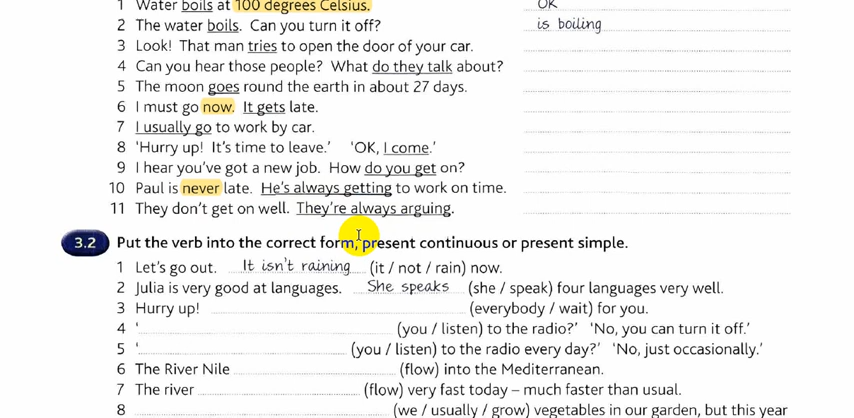 1 Water boils at 100 degrees Celsius. OK
2 The water boils. Can you turn it off? is boiling
3 Look! That man tries to open the door of your car.
4 Can you hear those people? What do they talk about?
5 The moon goes round the earth in about 27 days.
6 I must go now. It gets late.
7 I usually go to work by car.
8 ‘Hurry up! It’s time to leave.’ ‘OK, I come.’
9 I hear you’ve got a new job. How do you get on?
10 Paul is never late. He’s always getting to work on time.
11 They don’t get on well. They’re always arguing.
3.2 Put the verb into the correct form, present continuous or present simple.
1 Let’s go out. It isn’t raining (it / not / rain) now.
2 Julia is very good at languages. She speaks (she / speak) four languages very well.
3 Hurry up! (everybody / wait) for you.
4 ‘ (you / listen) to the radio?’ ‘No, you can turn it off.’
5 ‘ (you / listen) to the radio every day?’ ‘No, just occasionally.’
6 The River Nile (flow) into the Mediterranean.
7 The river (flow) very fast today – much faster than usual.
8 (we / usually / grow) vegetables in our garden, but this year